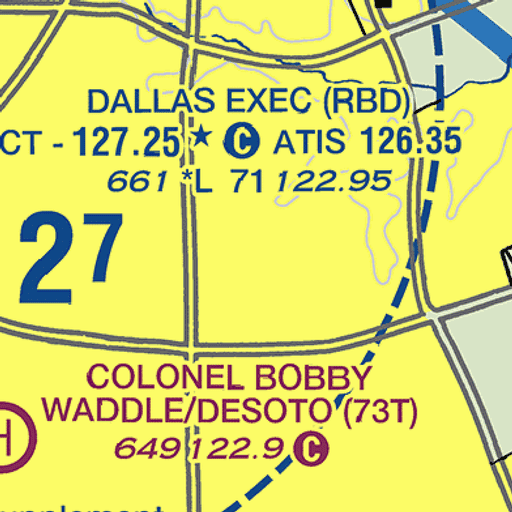 DALLAS EXEC (RBD)
CT - 127.25 * C ATIS 126.35
661 *L 71 122.95
27
COLONEL BOBBY
WADDLE/DESOTO (73T)
H
649 122.9 C